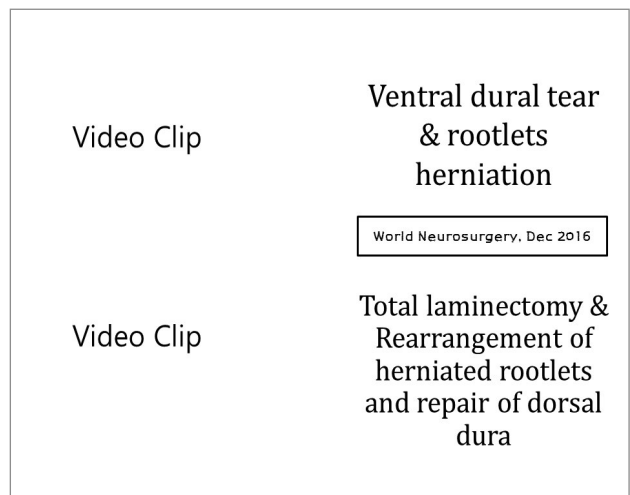 Video Clip
Ventral dural tear
& rootlets
herniation
World Neurosurgery, Dec 2016
Video Clip
Total laminectomy &
Rearrangement of
herniated rootlets
and repair of dorsal
dura